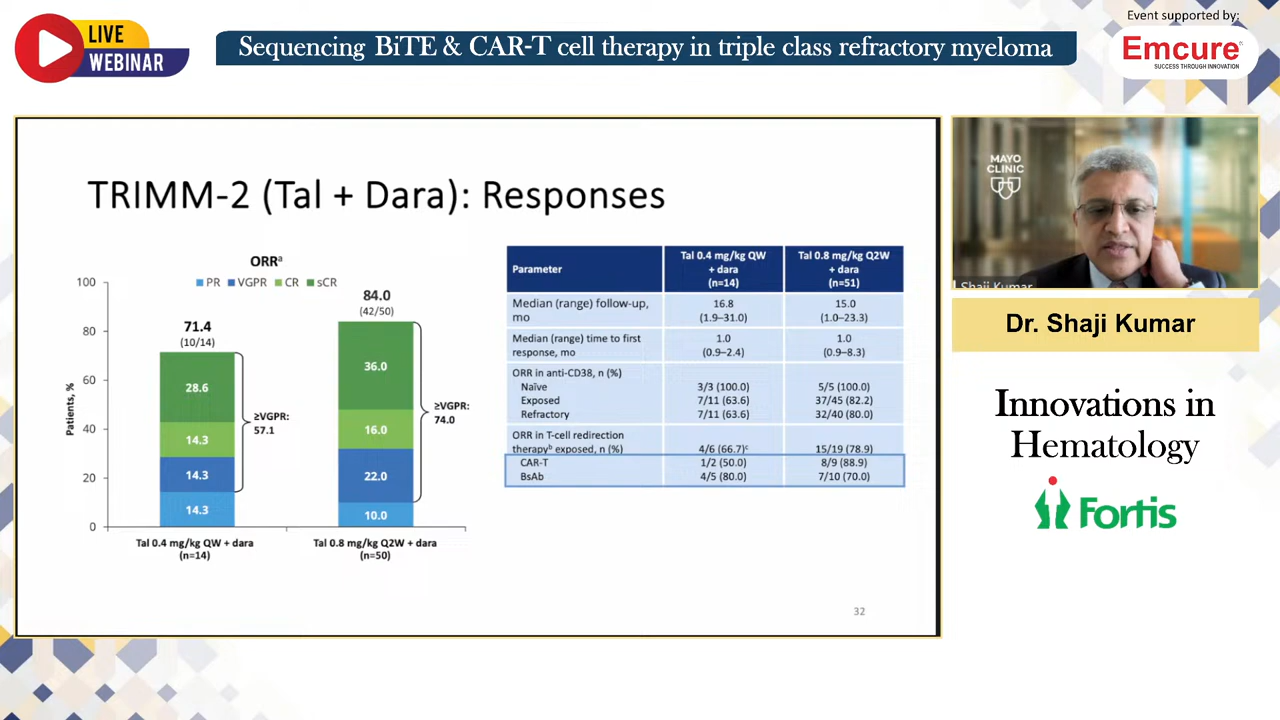 LIVE
WEBINAR
Sequencing BiTE & CAR-T cell therapy in triple class refractory myeloma
Event supported by:
Emcure®
SUCCESS THROUGH INNOVATION
TRIMM-2 (Tal + Dara): Responses
ORRᵃ
PR VGPR CR sCR
Patients, %
100
80
60
40
20
0
71.4
(10/14)
28.6
14.3
14.3
14.3
≥VGPR:
57.1
84.0
(42/50)
36.0
16.0
22.0
10.0
≥VGPR:
74.0
Tal 0.4 mg/kg QW + dara
(n=14)
Tal 0.8 mg/kg Q2W + dara
(n=50)
Parameter
Tal 0.4 mg/kg QW
+ dara
(n=14)
Tal 0.8 mg/kg Q2W
+ dara
(n=51)
Median (range) follow-up,
mo
16.8
(1.9–31.0)
15.0
(1.0–23.3)
Median (range) time to first
response, mo
1.0
(0.9–2.4)
1.0
(0.9–8.3)
ORR in anti-CD38, n (%)
Naïve 3/3 (100.0) 5/5 (100.0)
Exposed 7/11 (63.6) 37/45 (82.2)
Refractory 7/11 (63.6) 32/40 (80.0)
ORR in T-cell redirection
therapyᵇ exposed, n (%) 4/6 (66.7)ᶜ 15/19 (78.9)
CAR-T 1/2 (50.0) 8/9 (88.9)
BsAb 4/5 (80.0) 7/10 (70.0)
32
MAYO
CLINIC
Shaji Kumar
Dr. Shaji Kumar
Innovations in
Hematology
Fortis